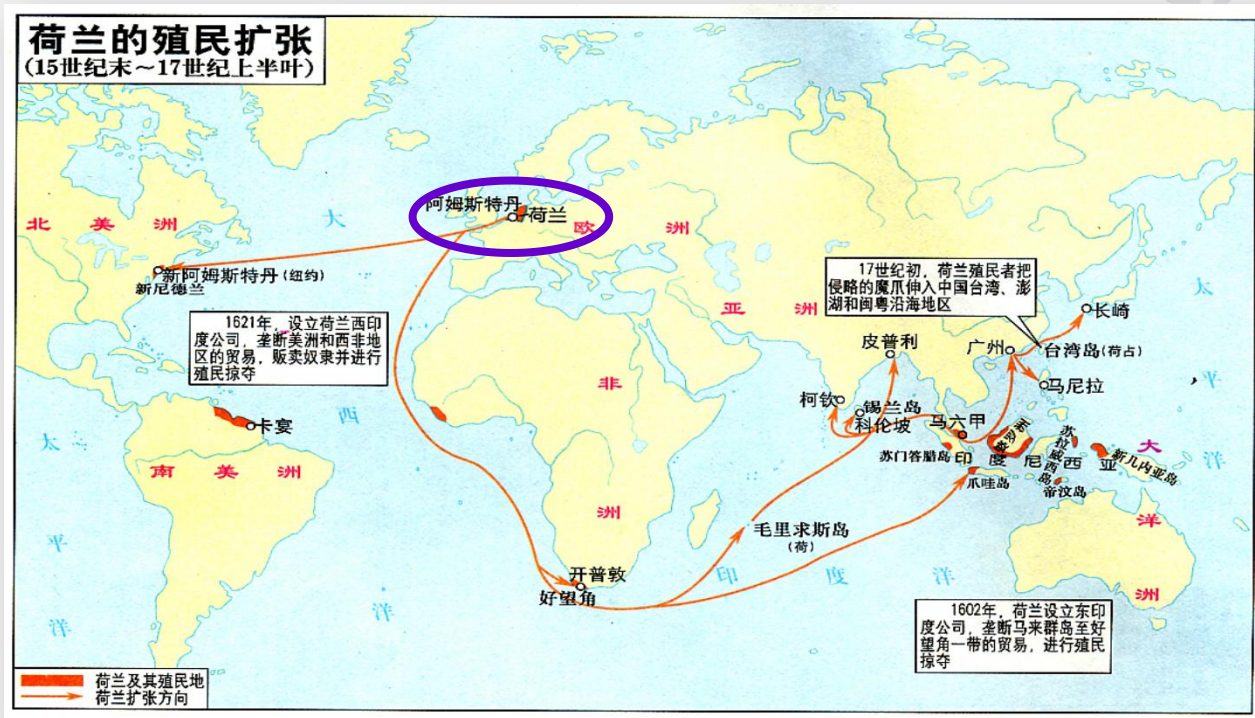 荷兰的殖民扩张
(15世纪末～17世纪上半叶)
阿姆斯特丹
荷兰
北美洲
大
欧洲
新阿姆斯特丹(纽约)
新尼德兰
17世纪初，荷兰殖民者把
侵略的魔爪伸入中国台湾、澎
湖和闽粤沿海地区
太
亚洲
长崎
1621年，设立荷兰西印
度公司，垄断美洲和西非地
区的贸易，贩卖奴隶并进行
殖民掠夺
皮普利
广州
台湾岛(荷占)
非
马尼拉
平
柯钦
锡兰岛
西
科伦坡
马六甲
卡宴
太
苏拉威西岛
大
苏门答腊岛
印度尼西亚
新几内亚岛
洋
南美洲
爪哇岛
帝汶岛
洲
洋
毛里求斯岛
(荷)
平
开普敦
印度洋
好望角
洲
洋
洋
1602年，荷兰设立东印
度公司，垄断马来群岛至好
望角一带的贸易，进行殖民
掠夺
荷兰及其殖民地
荷兰扩张方向